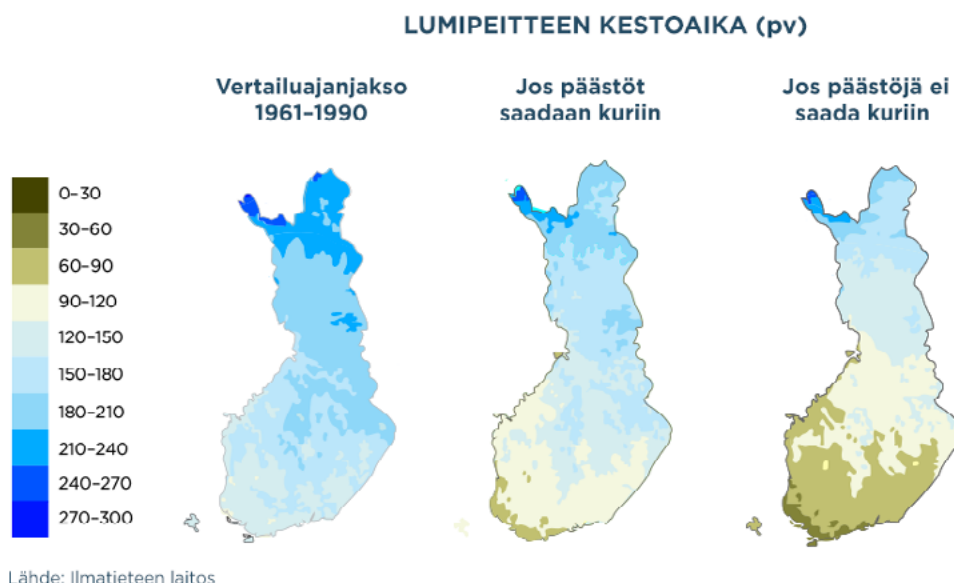 LUMIPEITTEEN KESTOAIKA (pv)
Vertailuajanjakso
1961–1990
Jos päästöt
saadaan kuriin
Jos päästöjä ei
saada kuriin
0–30
30–60
60–90
90–120
120–150
150–180
180–210
210–240
240–270
270–300
Lähde: Ilmatieteen laitos